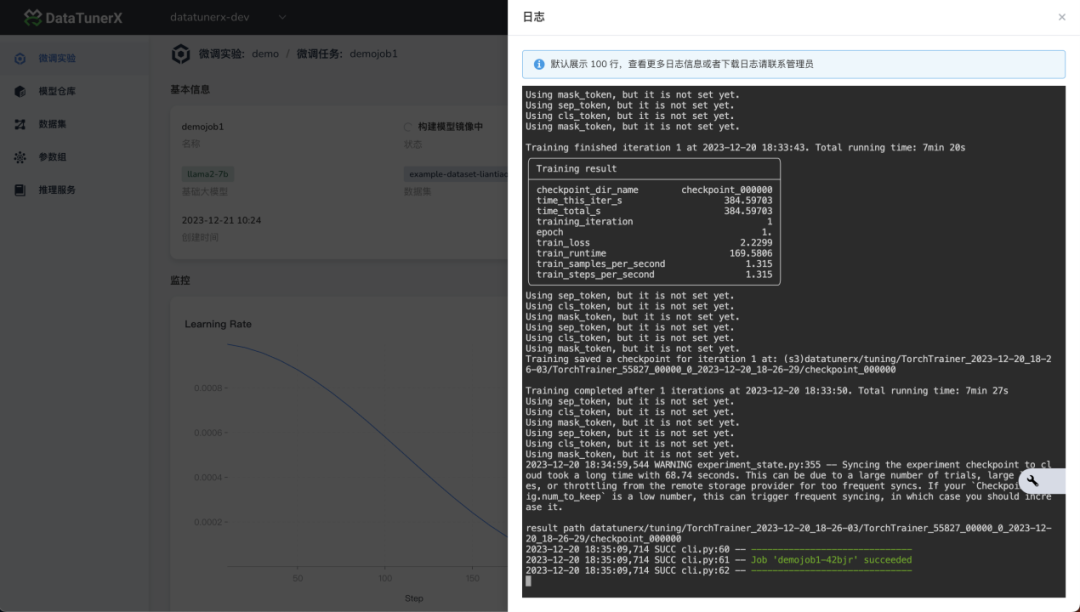 DataTunerX
datatunerx-dev
微调实验
模型仓库
数据集
参数组
推理服务
微调实验: demo / 微调任务: demojob1
基本信息
demojob1
名称
构建模型镜像中
状态
llama2-7b
基础大模型
example-dataset-liantiao
数据集
2023-12-21 10:24
创建时间
监控
Learning Rate
0.0008
0.0006
0.0004
0.0002
50
100
150
Step
日志
默认展示 100 行，查看更多日志信息或者下载日志请联系管理员
Using mask_token, but it is not set yet.
Using sep_token, but it is not set yet.
Using cls_token, but it is not set yet.
Using mask_token, but it is not set yet.
Training finished iteration 1 at 2023-12-20 18:33:43. Total running time: 7min 20s
Training result
checkpoint_dir_name checkpoint_000000
time_this_iter_s 384.59703
time_total_s 384.59703
training_iteration 1
epoch 1.
train_loss 2.2299
train_runtime 169.5806
train_samples_per_second 1.315
train_steps_per_second 1.315
Using sep_token, but it is not set yet.
Using cls_token, but it is not set yet.
Using mask_token, but it is not set yet.
Using sep_token, but it is not set yet.
Using cls_token, but it is not set yet.
Using mask_token, but it is not set yet.
Training saved a checkpoint for iteration 1 at: (s3)datatunerx/tuning/TorchTrainer_2023-12-20_18-2
6-03/TorchTrainer_55827_00000_0_2023-12-20_18-26-29/checkpoint_000000
Training completed after 1 iterations at 2023-12-20 18:33:50. Total running time: 7min 27s
Using sep_token, but it is not set yet.
Using cls_token, but it is not set yet.
Using mask_token, but it is not set yet.
Using sep_token, but it is not set yet.
Using cls_token, but it is not set yet.
Using mask_token, but it is not set yet.
2023-12-20 18:34:59,544 WARNING experiment_state.py:355 -- Syncing the experiment checkpoint to cl
oud took a long time with 68.74 seconds. This can be due to a large number of trials, large
es, or throttling from the remote storage provider for too frequent syncs. If your `Checkpoi
ig.num_to_keep` is a low number, this can trigger frequent syncing, in which case you should incre
ase it.
result path datatunerx/tuning/TorchTrainer_2023-12-20_18-26-03/TorchTrainer_55827_00000_0_2023-12-
20_18-26-29/checkpoint_000000
2023-12-20 18:35:09,714 SUCC cli.py:60 -- ------------------------------
2023-12-20 18:35:09,714 SUCC cli.py:61 -- Job 'demojob1-42bjr' succeeded
2023-12-20 18:35:09,714 SUCC cli.py:62 -- ------------------------------